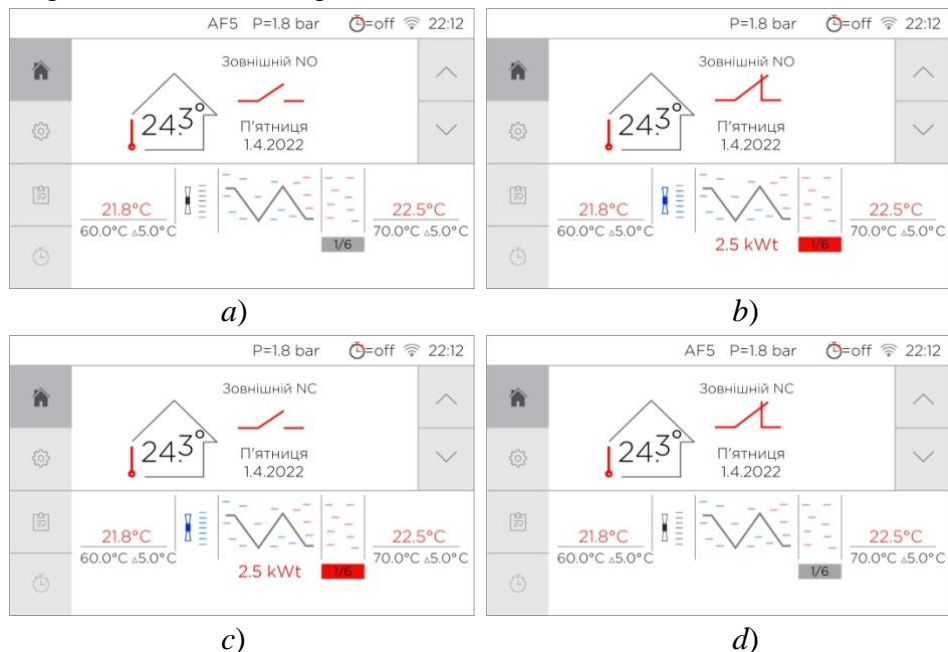 AF5 P=1.8 bar =off 22:12
Зовнішній NO
24.3°
П'ятниця
1.4.2022
21.8°C 22.5°C
60.0°C △5.0°C 70.0°C △5.0°C
1/6
a)
P=1.8 bar =off 22:12
Зовнішній NO
24.3°
П'ятниця
1.4.2022
21.8°C 22.5°C
60.0°C △5.0°C 70.0°C △5.0°C
2.5 kWt 1/6
b)
P=1.8 bar =off 22:12
Зовнішній NC
24.3°
П'ятниця
1.4.2022
21.8°C 22.5°C
60.0°C △5.0°C 70.0°C △5.0°C
2.5 kWt 1/6
c)
AF5 P=1.8 bar =off 22:12
Зовнішній NC
24.3°
П'ятниця
1.4.2022
21.8°C 22.5°C
60.0°C △5.0°C 70.0°C △5.0°C
1/6
d)